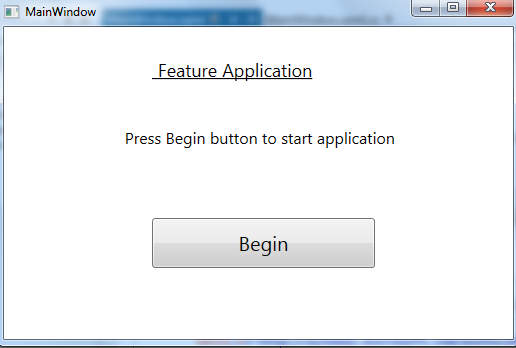 MainWindow
Feature Application
Press Begin button to start application
Begin